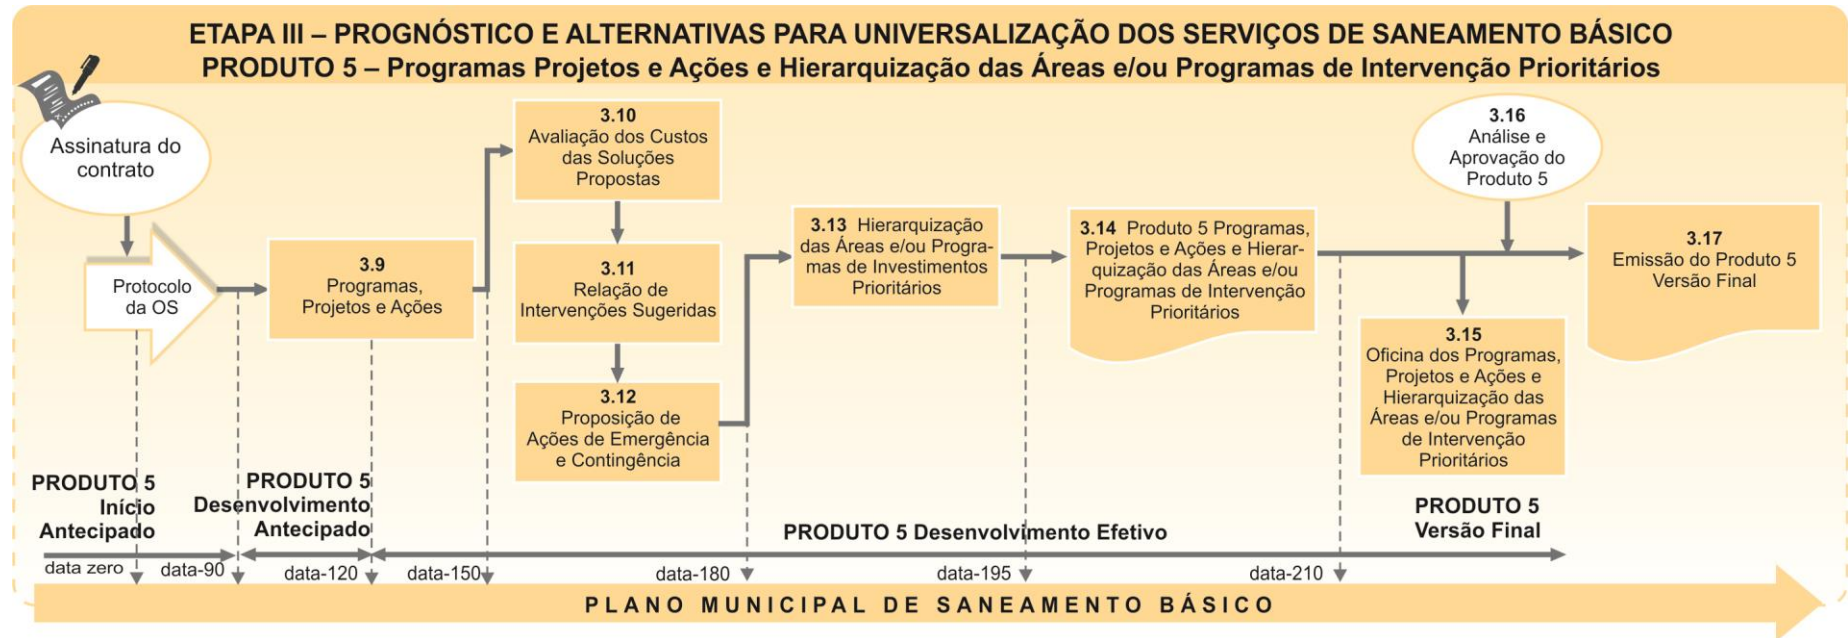 ETAPA III – PROGNÓSTICO E ALTERNATIVAS PARA UNIVERSALIZAÇÃO DOS SERVIÇOS DE SANEAMENTO BÁSICO
PRODUTO 5 – Programas Projetos e Ações e Hierarquização das Áreas e/ou Programas de Intervenção Prioritários
Assinatura do
contrato
Protocolo
da OS
3.9
Programas,
Projetos e Ações
3.10
Avaliação dos Custos
das Soluções
Propostas
3.11
Relação de
Intervenções Sugeridas
3.12
Proposição de
Ações de Emergência
e Contingência
3.13 Hierarquização
das Áreas e/ou Progra-
mas de Investimentos
Prioritários
3.14 Produto 5 Programas,
Projetos e Ações e Hierar-
quização das Áreas e/ou
Programas de Intervenção
Prioritários
3.16
Análise e
Aprovação do
Produto 5
3.15
Oficina dos Programas,
Projetos e Ações e
Hierarquização das
Áreas e/ou Programas
de Intervenção
Prioritários
3.17
Emissão do Produto 5
Versão Final
PRODUTO 5
Início
Antecipado
PRODUTO 5
Desenvolvimento
Antecipado
PRODUTO 5 Desenvolvimento Efetivo
PRODUTO 5
Versão Final
data zero
data-90
data-120
data-150
data-180
data-195
data-210
PLANO MUNICIPAL DE SANEAMENTO BÁSICO